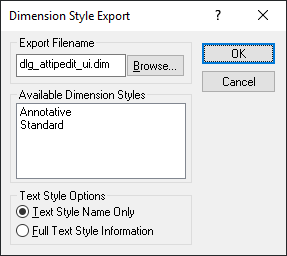 Dimension Style Export
?
Export Filename
dlg_attipedit_ui.dim
Browse...
OK
Cancel
Available Dimension Styles
Annotative
Standard
Text Style Options
Text Style Name Only
Full Text Style Information